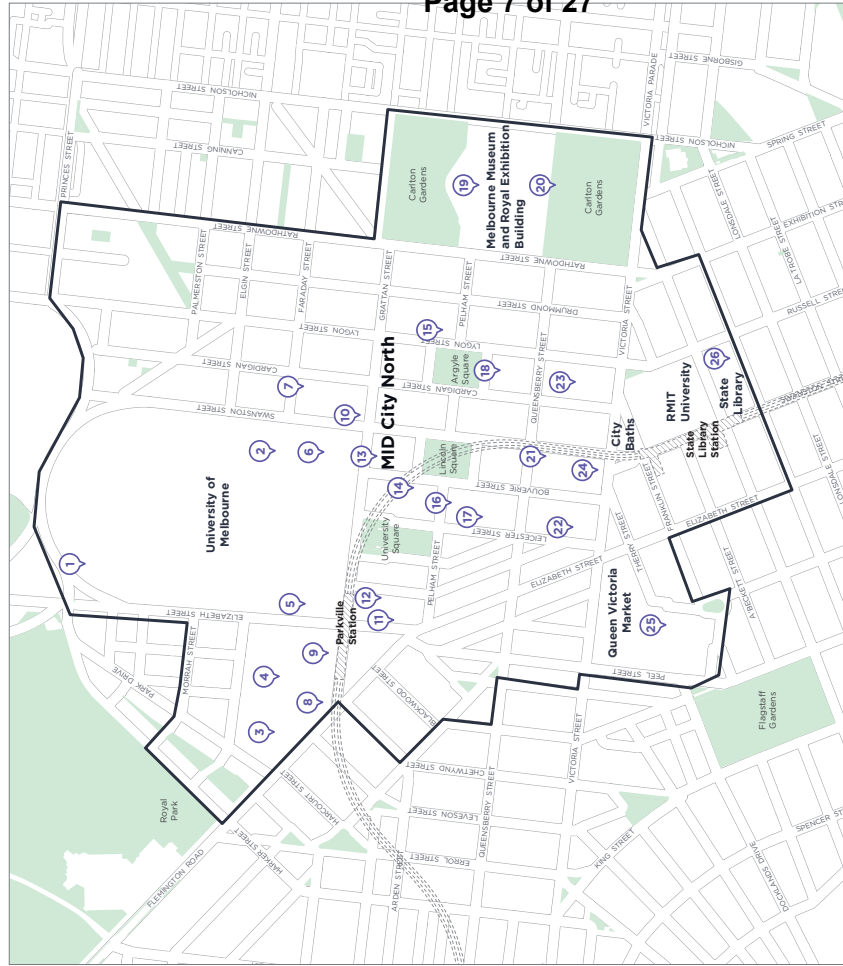 Page 7 of 27
GISBORNE STREET
NICHOLSON STREET
VICTORIA PARADE
PRINCES STREET
CANNING STREET
NICHOLSON STREET
SPRING STREET
Carlton
Gardens
19
Melbourne Museum
and Royal Exhibition
Building
20
Carlton
Gardens
LONSDALE STREET
EXHIBITION STR
RATHDOWNE STREET
RATHDOWNE STREET
LA TROBE STREET
PALMERSTON STREET
ELGIN STREET
FARADAY STREET
GRATTAN STREET
PELHAM STREET
DRUMMOND STREET
VICTORIA STREET
RUSSELL STREE
LYGON STREET
15
LYGON STREET
CARDIGAN STREET
7
Argyle
Square
18
CARDIGAN STREET
QUEENSBERRY STREET
23
26
MID City North
RMIT
University
State
Library
SWANSTON STREET
SWANSTON STR
10
City
Baths
State
Library
Station
2
6
13
Lincoln
Square
21
24
University of
Melbourne
14
16
17
BOUVERIE STREET
FRANKLIN STREET
ELIZABETH STREET
LONSDALE STREET
University
Square
LEICESTER STREET
22
THERRY STREET
1
PELHAM STREET
ELIZABETH STREET
A'BECKETT STREET
ELIZABETH STREET
5
12
11
Parkville
Station
Queen Victoria
Market
25
MORRAH STREET
PARK DRIVE
9
4
8
3
BLACKWOOD STREET
PEEL STREET
Flagstaff
Gardens
VICTORIA STREET
CHETWYND STREET
Royal
Park
HARCOURT STREET
LEVESON STREET
QUEENSBERRY STREET
HARKER STREET
ERROL STREET
ARDEN STREET
KING STREET
SPENCER ST
FLEMINGTON ROAD
DOCKLANDS DRIVE